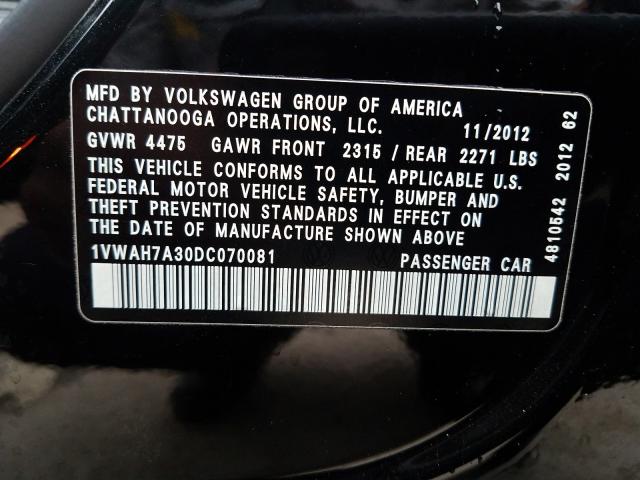 MFD BY VOLKSWAGEN GROUP OF AMERICA
CHATTANOOGA OPERATIONS, LLC. 11/2012
GVWR 4475 GAWR FRONT 2315 / REAR 2271 LBS
THIS VEHICLE CONFORMS TO ALL APPLICABLE U.S.
FEDERAL MOTOR VEHICLE SAFETY, BUMPER AND
THEFT PREVENTION STANDARDS IN EFFECT ON
THE DATE OF MANUFACTURE SHOWN ABOVE
1VWAH7A30DC070081 PASSENGER CAR
4810542 2012 62